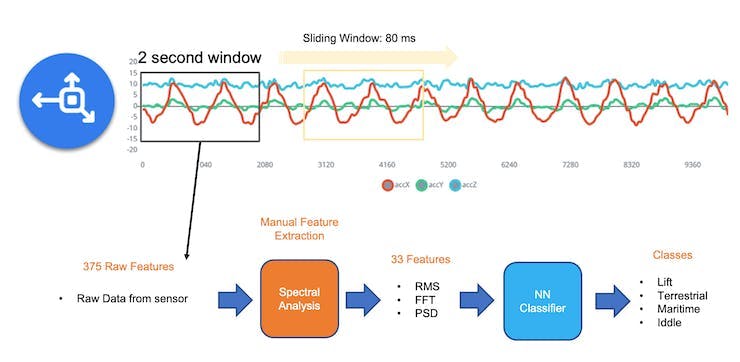 Sliding Window: 80 ms
2 second window
20
15
10
5
0
-5
-10
-15
-20
0 1040 2080 3120 4160 5200 6240 7280 8320 9360
accX accY accZ
Manual Feature
Extraction
375 Raw Features
33 Features
Classes
• Raw Data from sensor
Spectral
Analysis
• RMS
• FFT
• PSD
NN
Classifier
• Lift
• Terrestrial
• Maritime
• Iddle